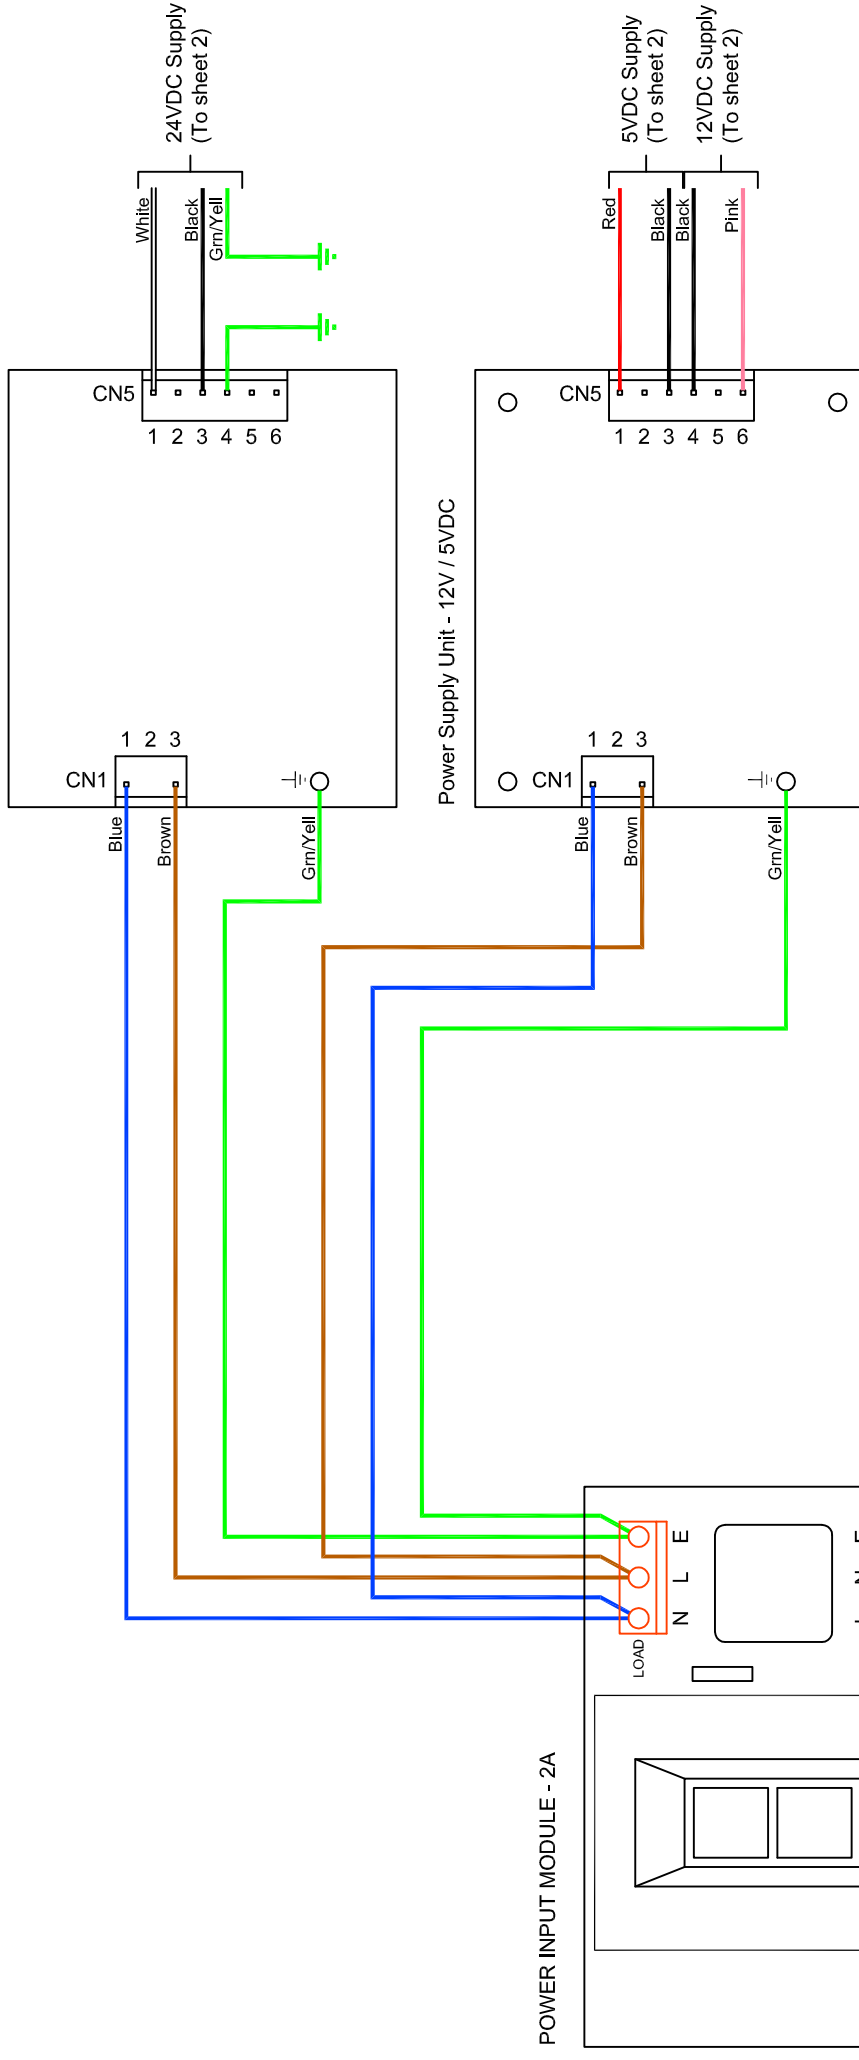 24VDC Supply
(To sheet 2)
5VDC Supply
(To sheet 2)
12VDC Supply
(To sheet 2)
White
Black
Grn/Yell
Red
Black
Black
Pink
CN5
1 2 3 4 5 6
CN5
1 2 3 4 5 6
Power Supply Unit - 12V / 5VDC
CN1
1 2 3
CN1
1 2 3
Blue
Brown
Grn/Yell
Blue
Brown
Grn/Yell
E
L
N
LOAD
POWER INPUT MODULE - 2A